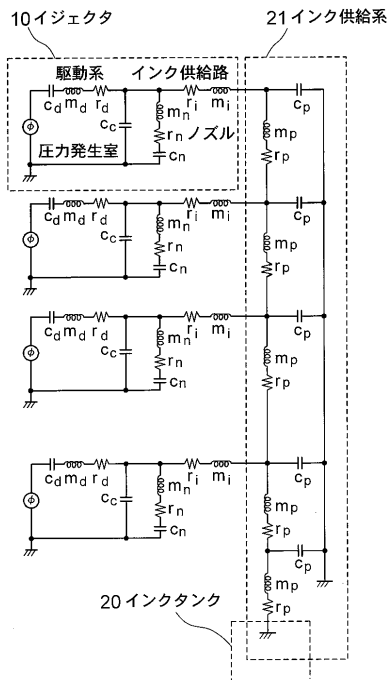 10イジェクタ
21インク供給系
駆動系 インク供給路
cd md rd ri mi cp
cc mn
rn ノズル
cn
mp
rp
φ 圧力発生室
cd md rd ri mi cp
cc mn
rn
cn
mp
rp
φ
cd md rd ri mi cp
cc mn
rn
cn
mp
rp
φ
cd md rd ri mi cp
cc mn
rn
cn
mp
rp
φ
cp
mp
rp
20インクタンク